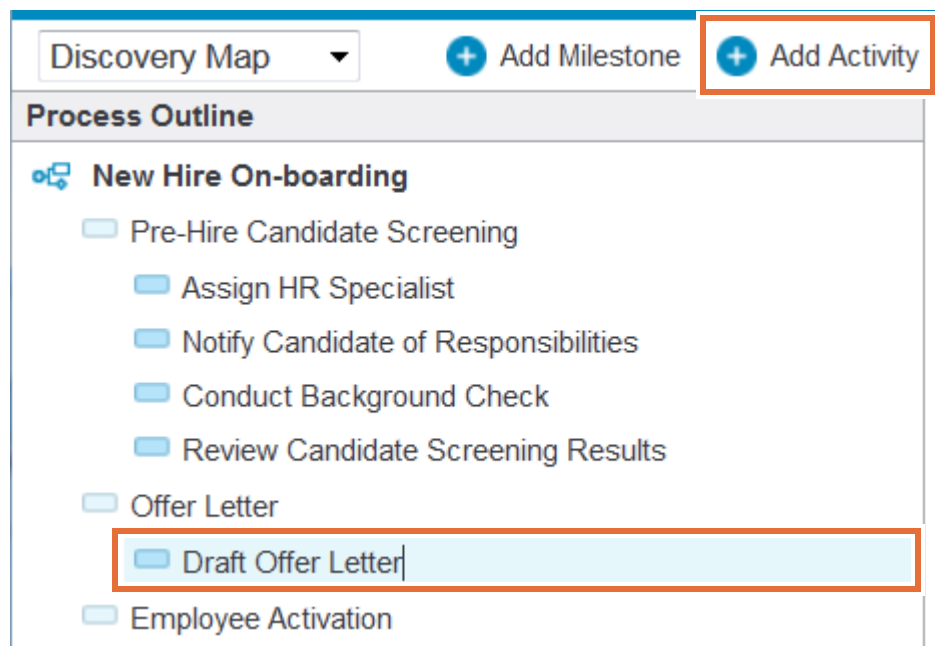 Discovery Map Add Milestone Add Activity
Process Outline
New Hire On-boarding
Pre-Hire Candidate Screening
Assign HR Specialist
Notify Candidate of Responsibilities
Conduct Background Check
Review Candidate Screening Results
Offer Letter
Draft Offer Letter
Employee Activation